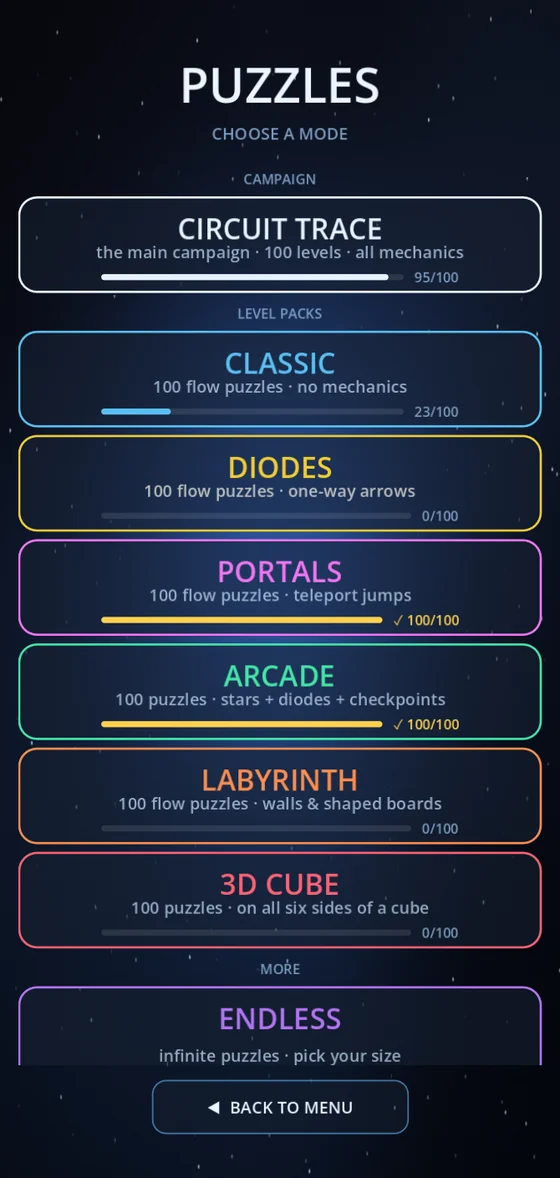 PUZZLES
CHOOSE A MODE
CAMPAIGN
CIRCUIT TRACE
the main campaign · 100 levels · all mechanics
95/100
LEVEL PACKS
CLASSIC
100 flow puzzles · no mechanics
23/100
DIODES
100 flow puzzles · one-way arrows
0/100
PORTALS
100 flow puzzles · teleport jumps
✓ 100/100
ARCADE
100 puzzles · stars + diodes + checkpoints
✓ 100/100
LABYRINTH
100 flow puzzles · walls & shaped boards
0/100
3D CUBE
100 puzzles · on all six sides of a cube
0/100
MORE
ENDLESS
infinite puzzles · pick your size
◀ BACK TO MENU